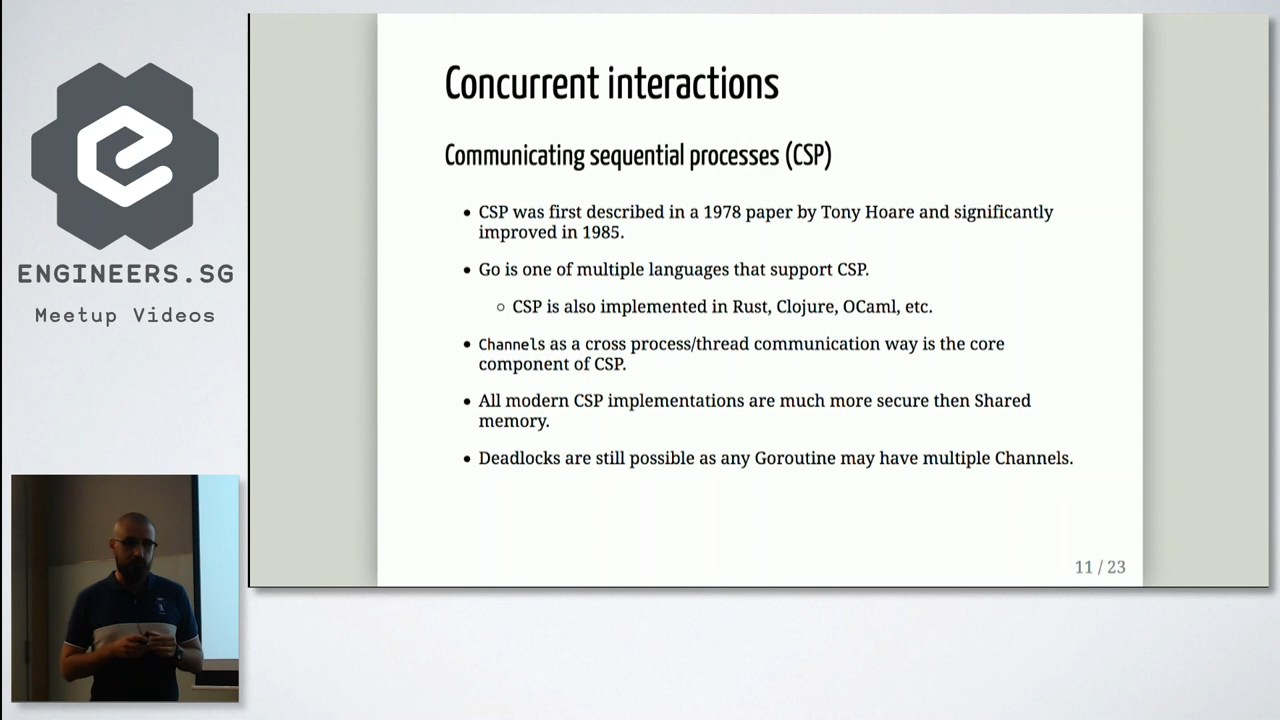 ENGINEERS.SG
Meetup Videos
Concurrent interactions
Communicating sequential processes (CSP)
• CSP was first described in a 1978 paper by Tony Hoare and significantly
improved in 1985.
• Go is one of multiple languages that support CSP.
○ CSP is also implemented in Rust, Clojure, OCaml, etc.
• Channels as a cross process/thread communication way is the core
component of CSP.
• All modern CSP implementations are much more secure then Shared
memory.
• Deadlocks are still possible as any Goroutine may have multiple Channels.
11 / 23